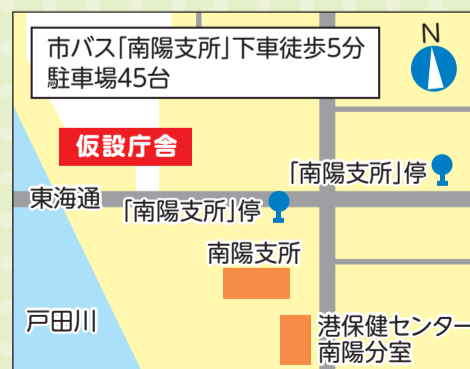 市バス「南陽支所」下車徒歩5分
駐車場45台
N
仮設庁舎
「南陽支所」停
東海通
「南陽支所」停
南陽支所
戸田川
港保健センター
南陽分室